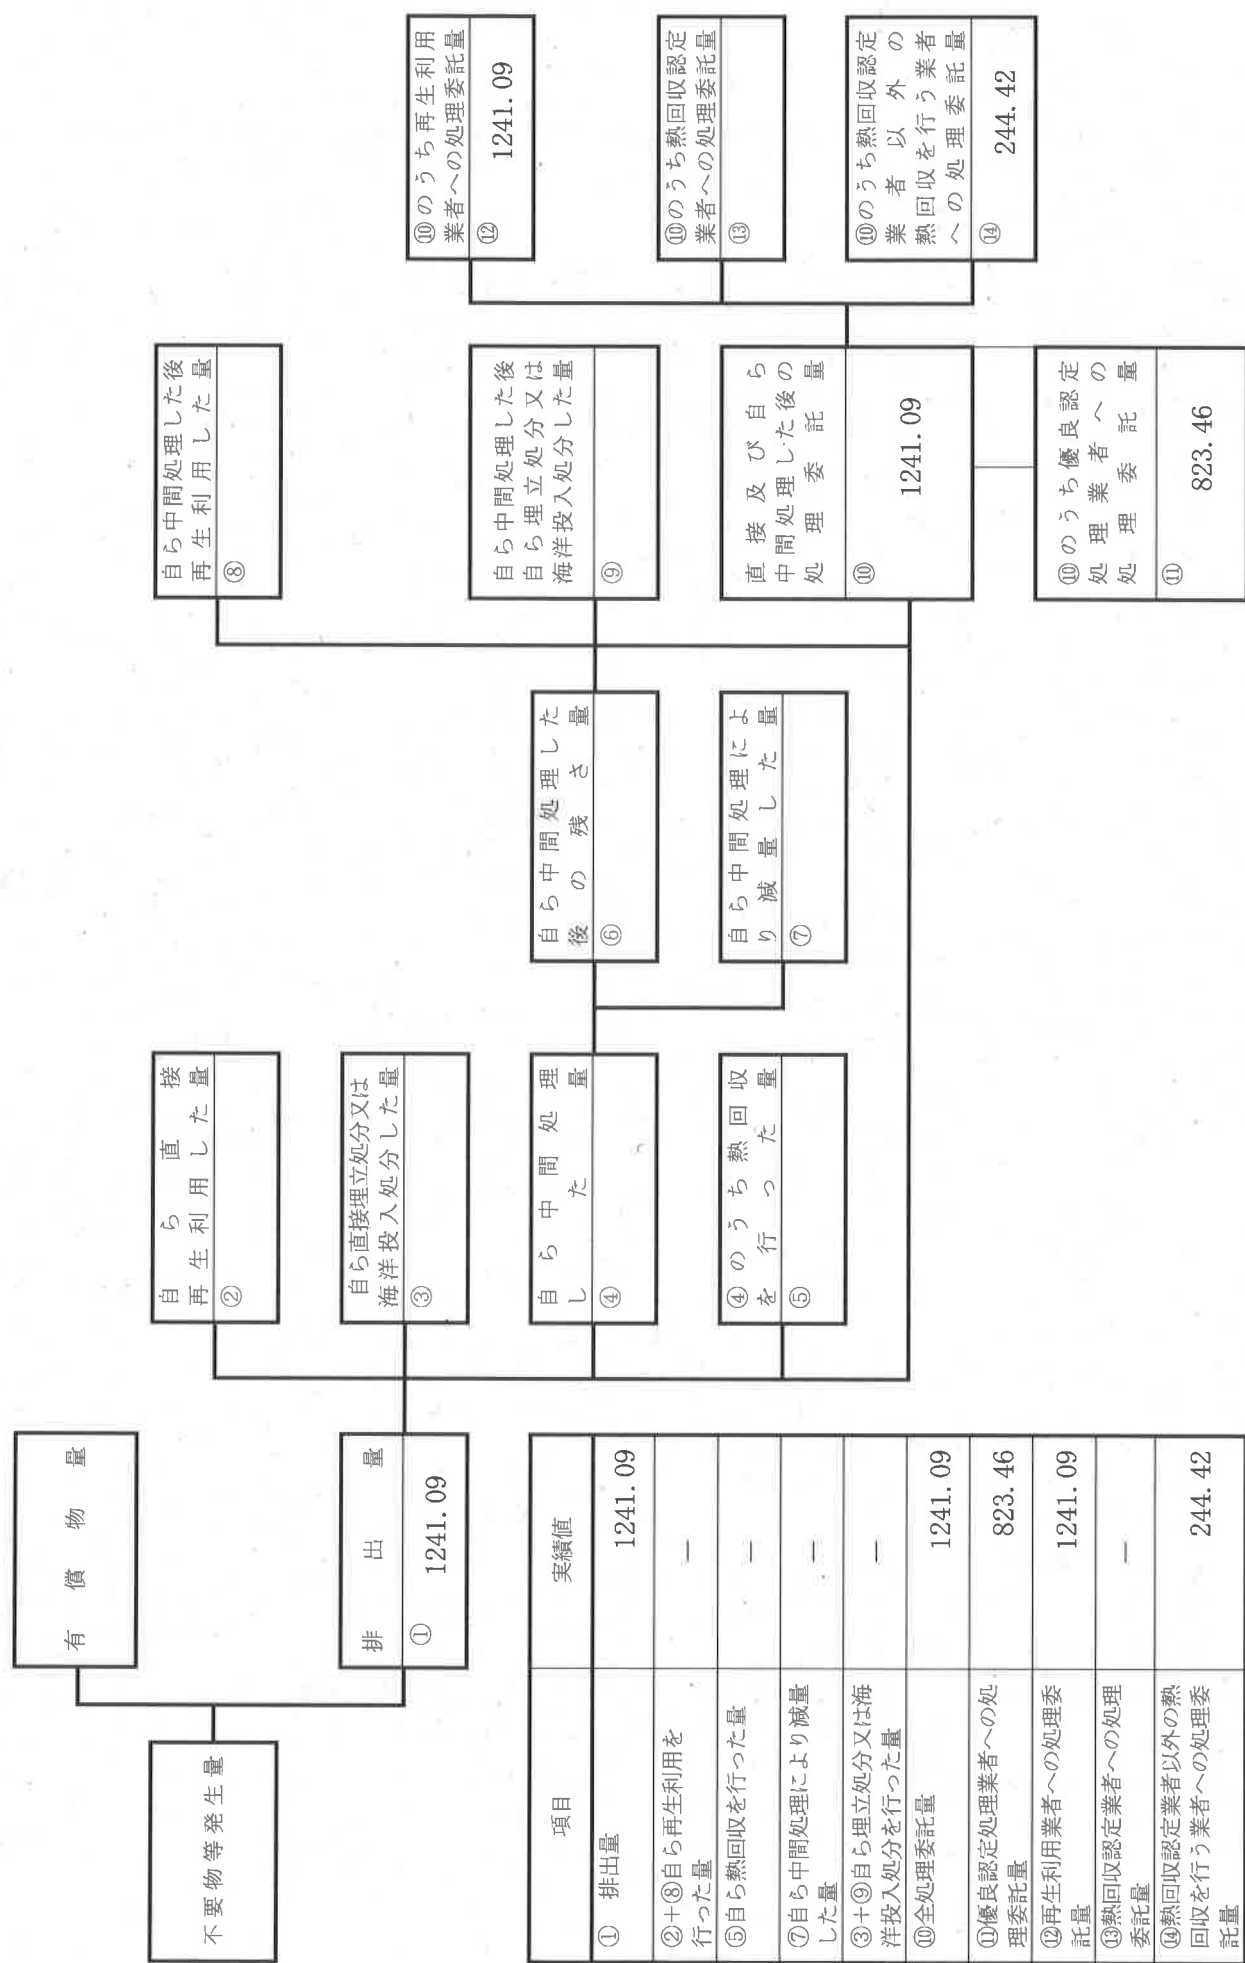 不要物等発生量
有償物量
排出量
① 1241.09
自ら直接
再生利用した量
②
自ら直接埋立処分又は
海洋投入処分した量
③
自ら中間処理
した量
④
④のうち熱回収
を行った量
⑤
自ら中間処理した
後の残さ量
⑥
自ら中間処理によ
り減量した量
⑦
自ら中間処理した後
再生利用した量
⑧
自ら中間処理した後
自ら埋立処分又は
海洋投入処分した量
⑨
直接及び自ら
中間処理した後の
処理委託量
⑩ 1241.09
⑩のうち優良認定
処理業者への
処理委託量
⑪ 823.46
⑩のうち再生利用
業者への処理委託量
⑫ 1241.09
⑩のうち熱回収認定
業者への処理委託量
⑬
⑩のうち熱回収認定
業者以外の
熱回収を行う業者
への処理委託量
⑭ 244.42
項目 実績値
① 排出量 1241.09
②+⑧自ら再生利用を
行った量 －
⑤自ら熱回収を行った量 －
⑦自ら中間処理により減量
した量 －
③+⑨自ら埋立処分又は海
洋投入処分を行った量 －
⑩全処理委託量 1241.09
⑪優良認定処理業者への処
理委託量 823.46
⑫再生利用業者への処理委
託量 1241.09
⑬熱回収認定業者への処理
委託量 －
⑭熱回収認定業者以外の熱
回収を行う業者への処理委
託量 244.42